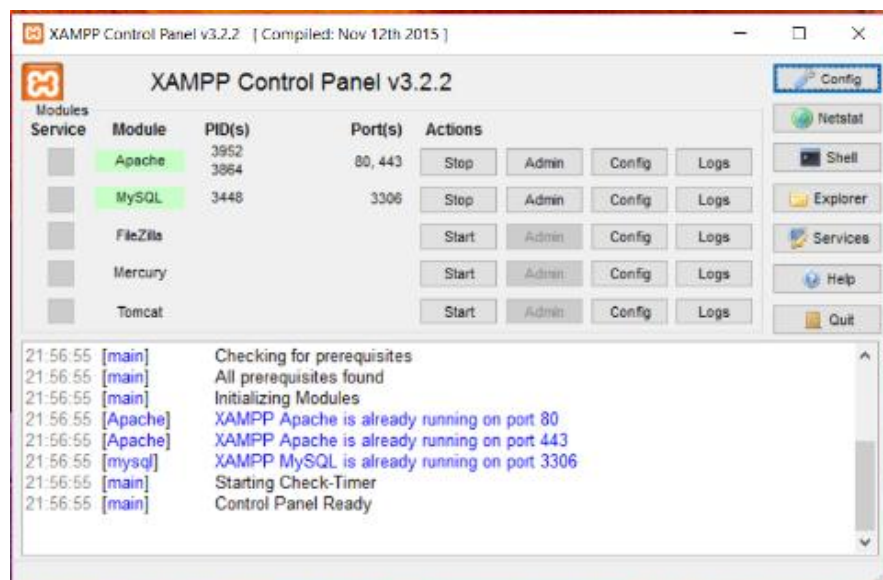 XAMPP Control Panel v3.2.2 [ Compiled: Nov 12th 2015 ]
XAMPP Control Panel v3.2.2
Config
Modules
Service Module PID(s) Port(s) Actions
Netstat
Apache 3952 3864 80, 443 Stop Admin Config Logs
Shell
MySQL 3448 3306 Stop Admin Config Logs
Explorer
FileZilla Start Admin Config Logs
Services
Mercury Start Admin Config Logs
Help
Tomcat Start Admin Config Logs
Quit
21:56:55 [main] Checking for prerequisites
21:56:55 [main] All prerequisites found
21:56:55 [main] Initializing Modules
21:56:55 [Apache] XAMPP Apache is already running on port 80
21:56:55 [Apache] XAMPP Apache is already running on port 443
21:56:55 [mysql] XAMPP MySQL is already running on port 3306
21:56:55 [main] Starting Check-Timer
21:56:55 [main] Control Panel Ready